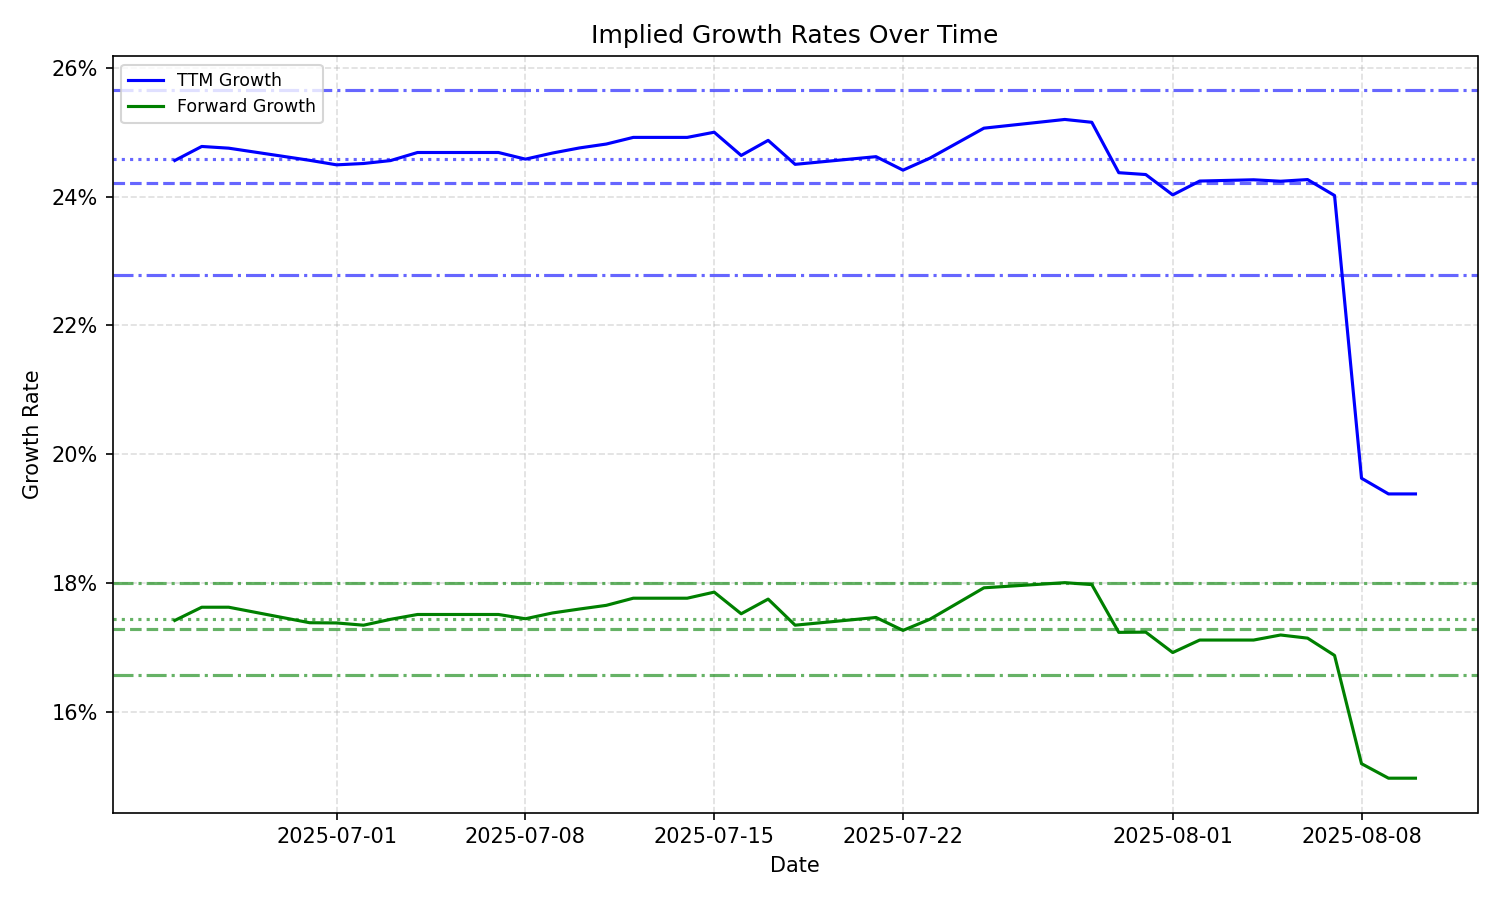 Implied Growth Rates Over Time
TTM Growth
Forward Growth
26%
24%
22%
20%
18%
16%
Growth Rate
2025-07-01
2025-07-08
2025-07-15
2025-07-22
2025-08-01
2025-08-08
Date